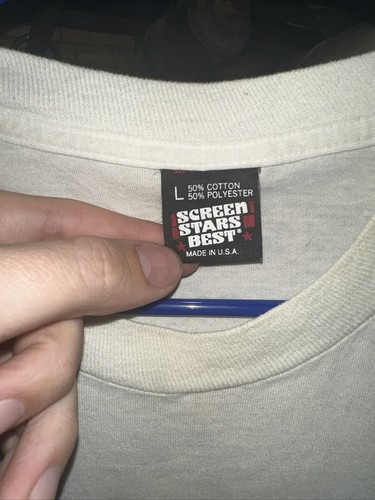 L 50% COTTON
50% POLYESTER
SCREEN
STARS
BEST®
MADE IN U.S.A.